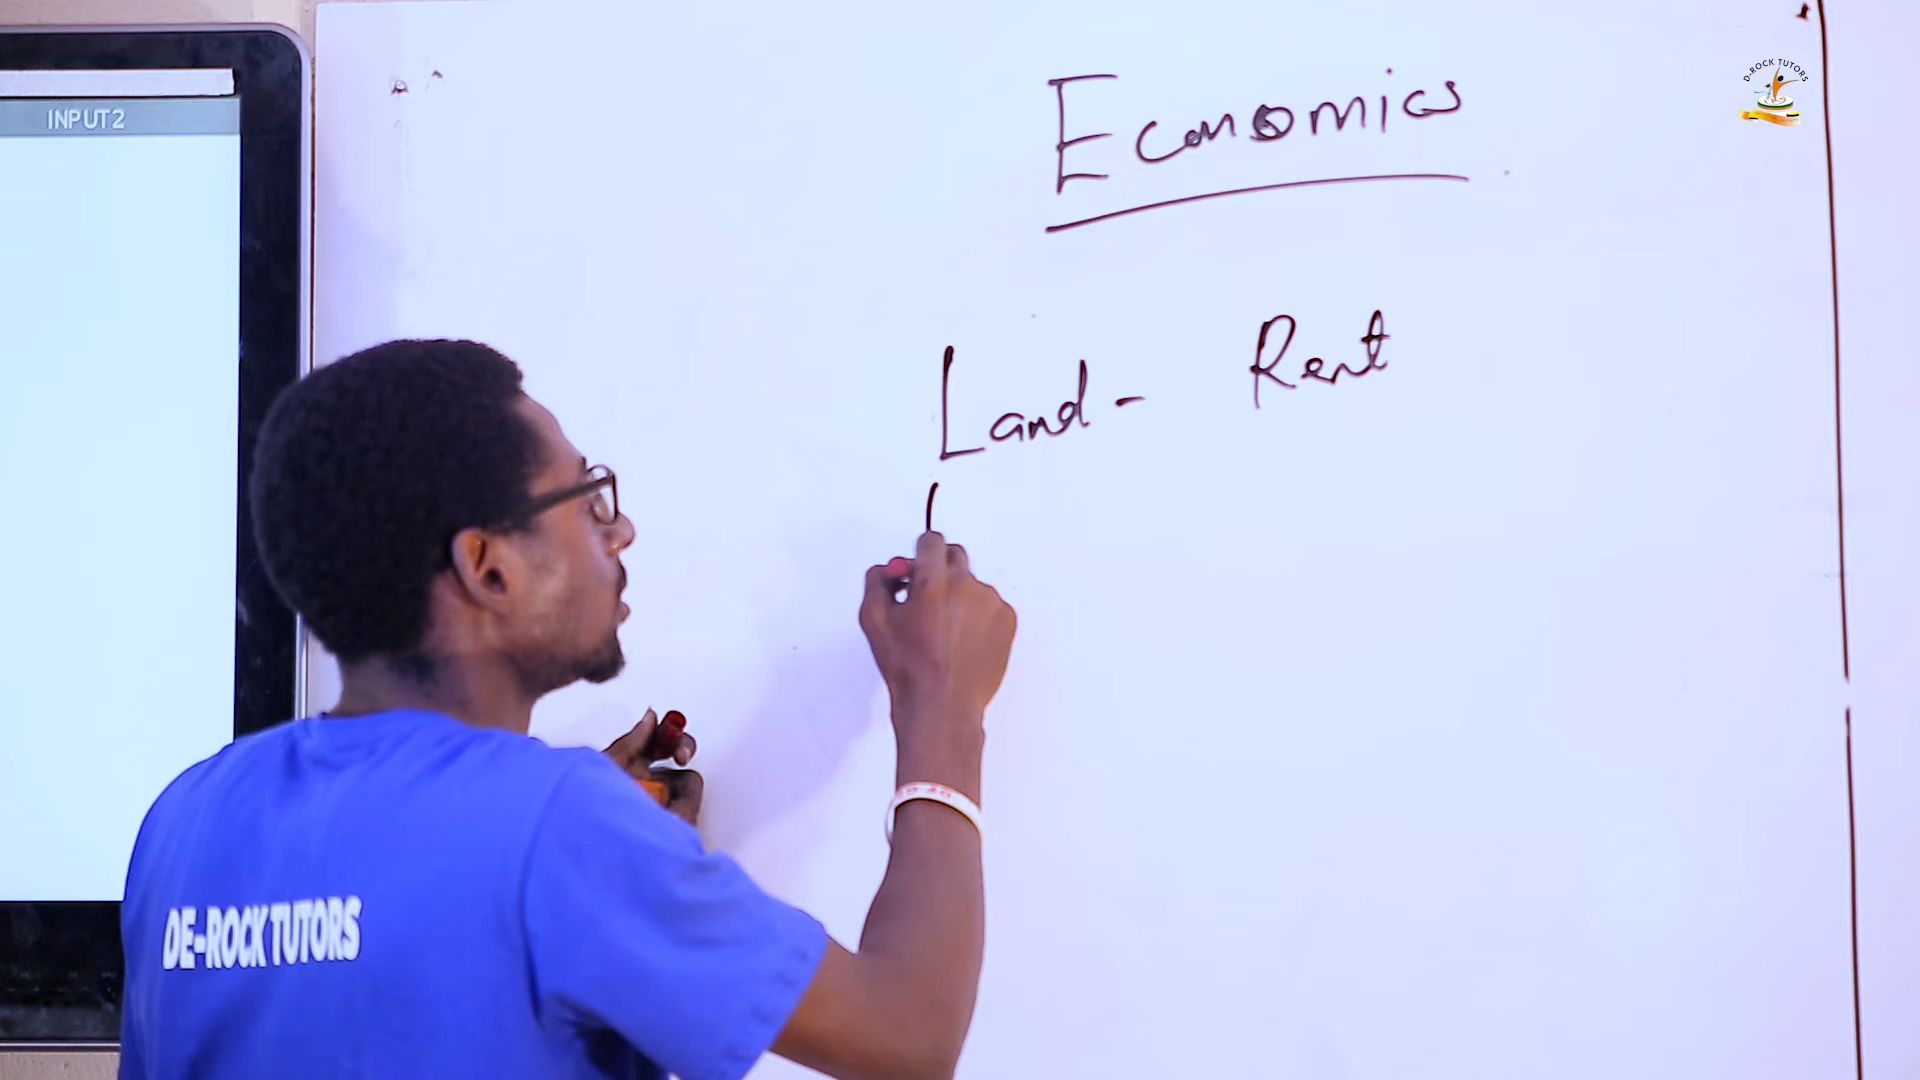 INPUT2
D-ROCK TUTORS
Economics
Land - Rent
DE-ROCK TUTORS